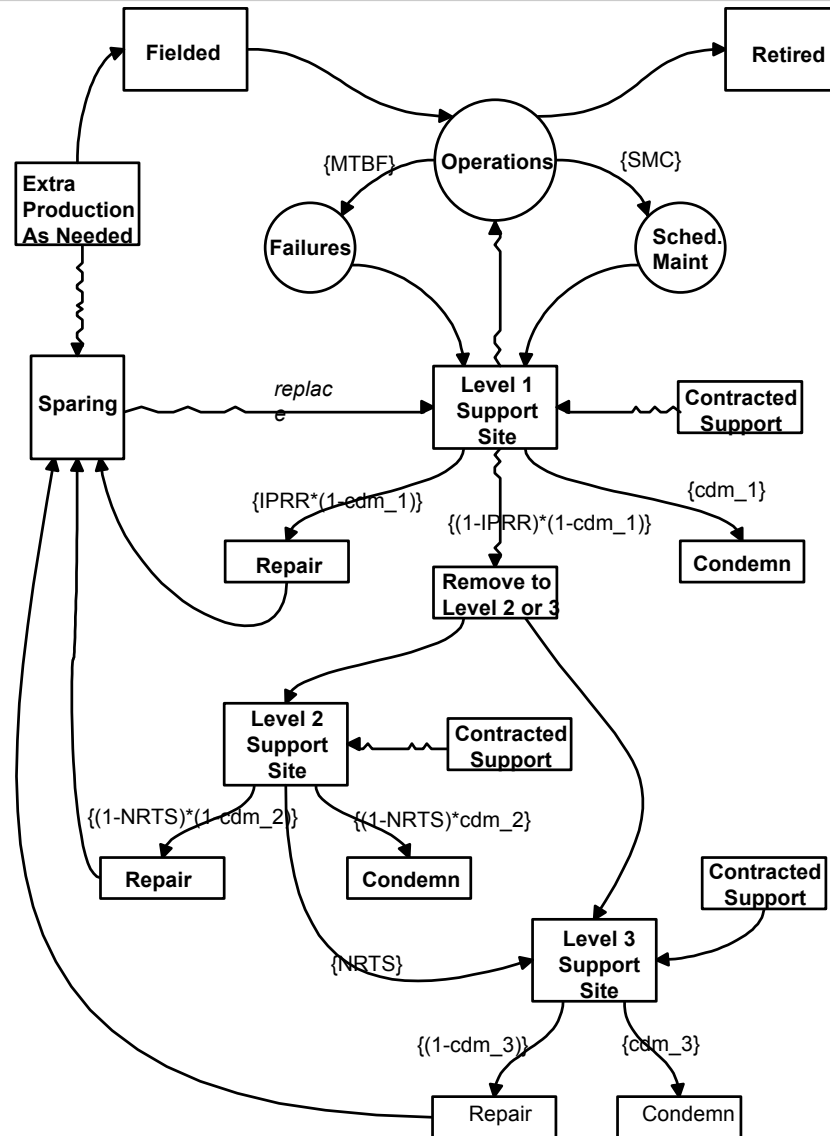 Fielded
Retired
{MTBF}
Operations
{SMC}
Extra
Production
As Needed
Failures
Sched.
Maint
Sparing
replac
e
Level 1
Support
Site
Contracted
Support
{IPRR*(1-cdm_1)}
{(1-IPRR)*(1-cdm_1)}
{cdm_1}
Repair
Remove to
Level 2 or 3
Condemn
Level 2
Support
Site
Contracted
Support
{(1-NRTS)*(1-cdm_2)}
{(1-NRTS)*cdm_2}
Repair
Condemn
Contracted
Support
{NRTS}
Level 3
Support
Site
{(1-cdm_3)}
{cdm_3}
Repair
Condemn